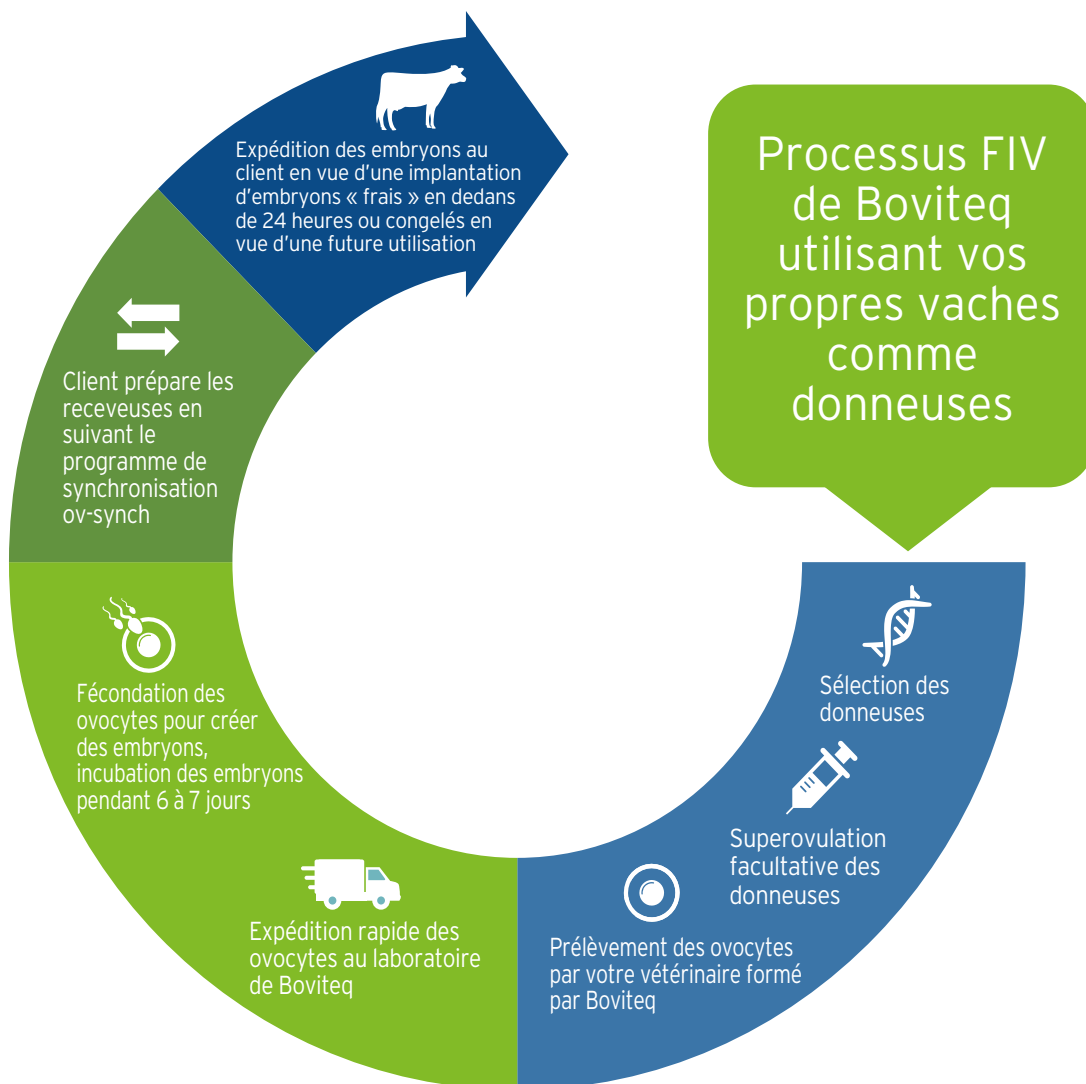 Processus FIV
de Boviteq
utilisant vos
propres vaches
comme
donneuses
Sélection des
donneuses
Superovulation
facultative des
donneuses
Prélèvement des ovocytes
par votre vétérinaire formé
par Boviteq
Expédition rapide des
ovocytes au laboratoire
de Boviteq
Fécondation des
ovocytes pour créer
des embryons,
incubation des embryons
pendant 6 à 7 jours
Client prépare les
receveuses en
suivant le
programme de
synchronisation
ov-synch
Expédition des embryons au
client en vue d'une implantation
d'embryons « frais » en dedans
de 24 heures ou congelés en
vue d'une future utilisation